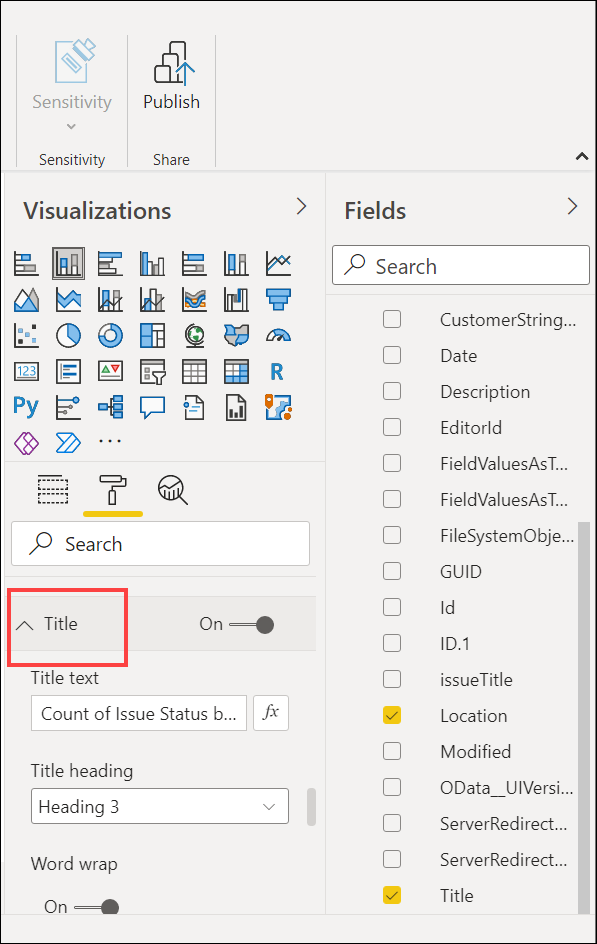 Sensitivity
Publish
Sensitivity
Share
Visualizations
Fields
Search
123
R
Py
...
Search
Title
On
Title text
Count of Issue Status b...
fx
Title heading
Heading 3
Word wrap
On
CustomerString...
Date
Description
EditorId
FieldValuesAsT...
FieldValuesAsT...
FileSystemObje...
GUID
Id
ID.1
issueTitle
Location
Modified
OData__UIVersi...
ServerRedirect...
ServerRedirect...
Title